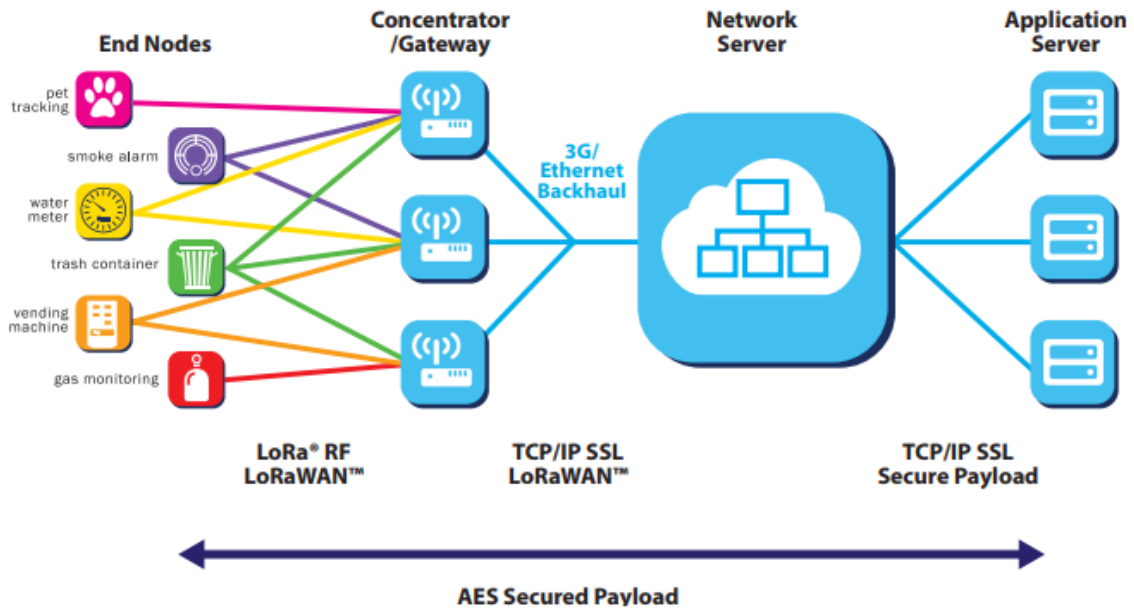 End Nodes
Concentrator
/Gateway
Network
Server
Application
Server
pet
tracking
smoke alarm
water
meter
trash container
vending
machine
gas monitoring
3G/
Ethernet
Backhaul
LoRa® RF
LoRaWAN™
TCP/IP SSL
LoRaWAN™
TCP/IP SSL
Secure Payload
AES Secured Payload